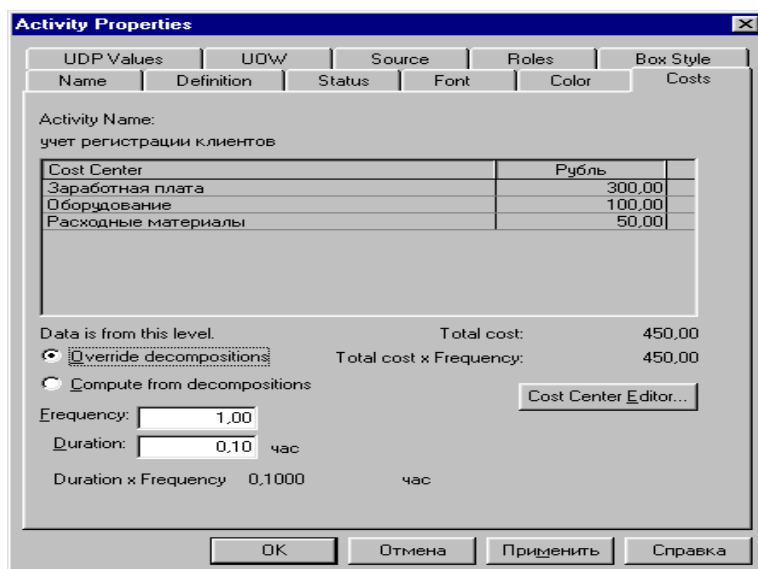 Activity Properties
UDP Values UOW Source Roles Box Style
Name Definition Status Font Color Costs
Activity Name:
учет регистрации клиентов
Cost Center Рубль
Заработная плата 300,00
Оборудование 100,00
Расходные материалы 50,00
Data is from this level. Total cost: 450,00
Override decompositions Total cost x Frequency: 450,00
Compute from decompositions
Cost Center Editor...
Frequency: 1,00
Duration: 0,10 час
Duration x Frequency 0,1000 час
OK Отмена Применить Справка